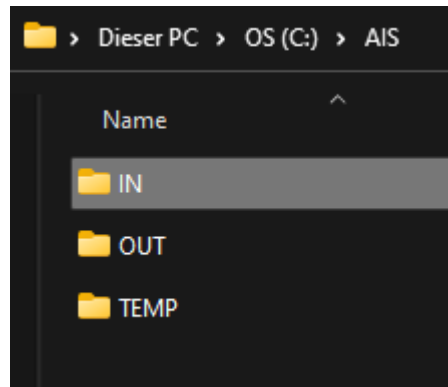 Dieser PC > OS (C:) > AIS
Name
IN
OUT
TEMP